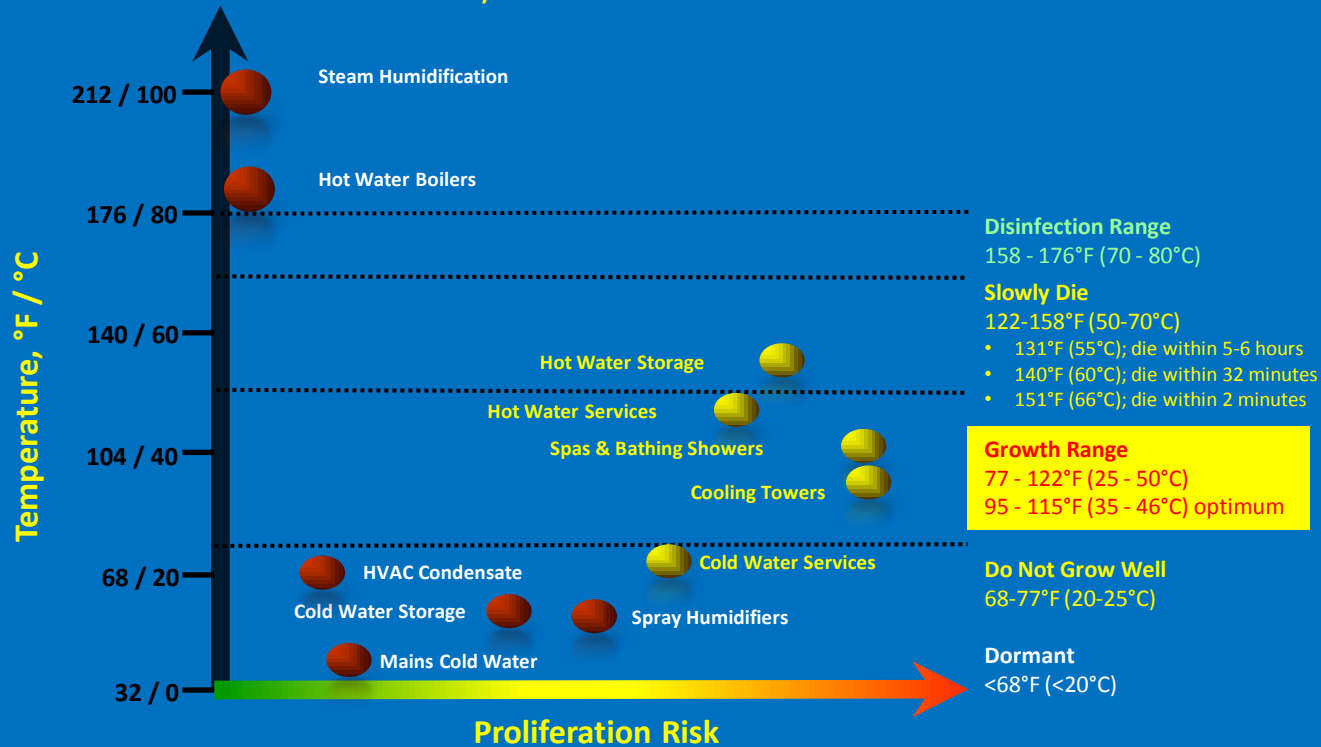 Steam Humidification
212 / 100
Hot Water Boilers
176 / 80
Disinfection Range
158 - 176°F (70 - 80°C)
Slowly Die
122-158°F (50-70°C)
• 131°F (55°C); die within 5-6 hours
• 140°F (60°C); die within 32 minutes
• 151°F (66°C); die within 2 minutes
140 / 60
Hot Water Storage
Hot Water Services
Spas & Bathing Showers
104 / 40
Cooling Towers
Growth Range
77 - 122°F (25 - 50°C)
95 - 115°F (35 - 46°C) optimum
Temperature, °F / °C
Cold Water Services
68 / 20
HVAC Condensate
Do Not Grow Well
68-77°F (20-25°C)
Cold Water Storage
Spray Humidifiers
Mains Cold Water
Dormant
<68°F (<20°C)
32 / 0
Proliferation Risk